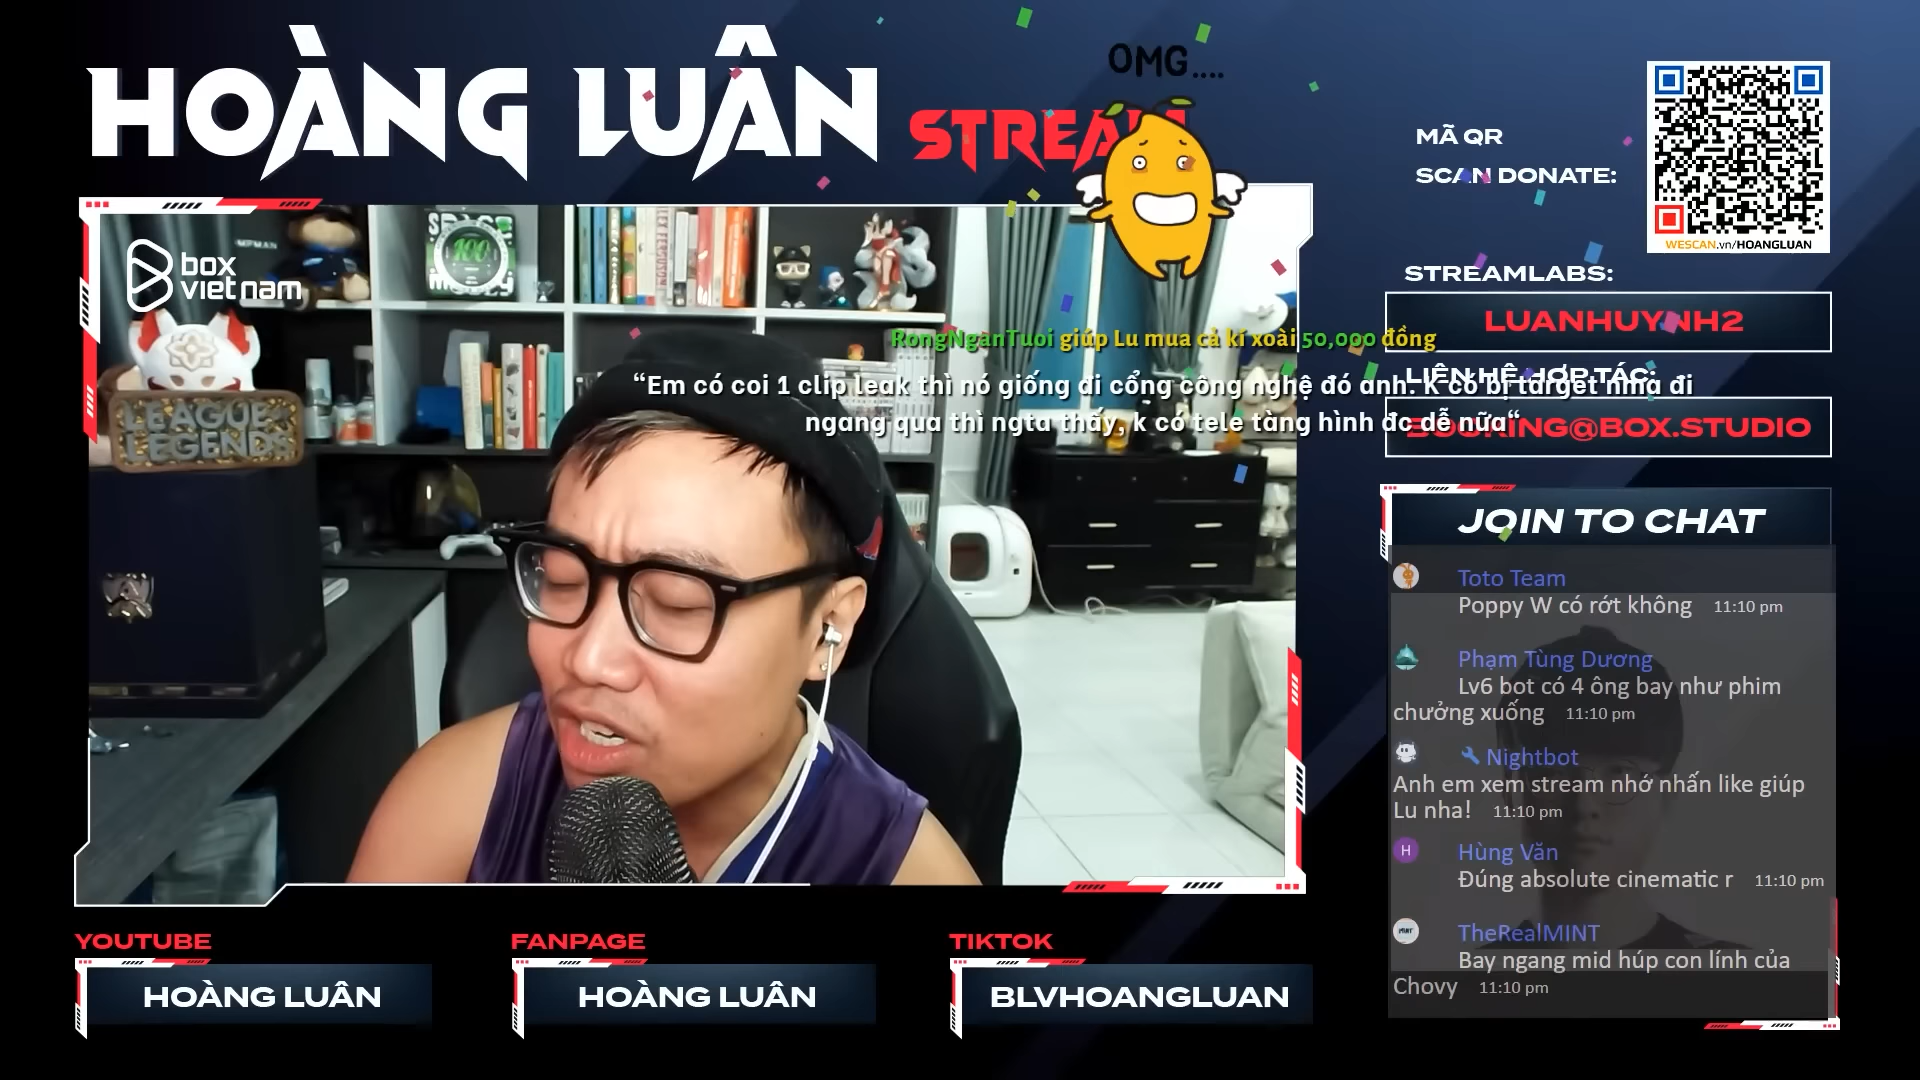 HOÀNG LUÂN STREAM
OMG....
MÃ QR
SCAN DONATE:
WESCAN.vn/HOANGLUAN
box
việt nam
100
LEAGUE
LEGENDS
STREAMLABS:
LUANHUYNH2
LIÊN HỆ HỢP TÁC:
BOOKING@BOX.STUDIO
RongNganTuoi giúp Lu mua cả kí xoài 50,000 đồng
“Em có coi 1 clip leak thì nó giống đi cổng công nghệ đó anh. k có bị target nhưa đi
ngang qua thì ngta thấy, k có tele tàng hình đc dễ nữa“
JOIN TO CHAT
Toto Team
Poppy W có rớt không 11:10 pm
Phạm Tùng Dương
Lv6 bot có 4 ông bay như phim
chưởng xuống 11:10 pm
Nightbot
Anh em xem stream nhớ nhấn like giúp
Lu nha! 11:10 pm
H
Hùng Văn
Đúng absolute cinematic r 11:10 pm
TheRealMINT
Bay ngang mid húp con lính của
Chovy 11:10 pm
YOUTUBE
HOÀNG LUÂN
FANPAGE
HOÀNG LUÂN
TIKTOK
BLVHOANGLUAN